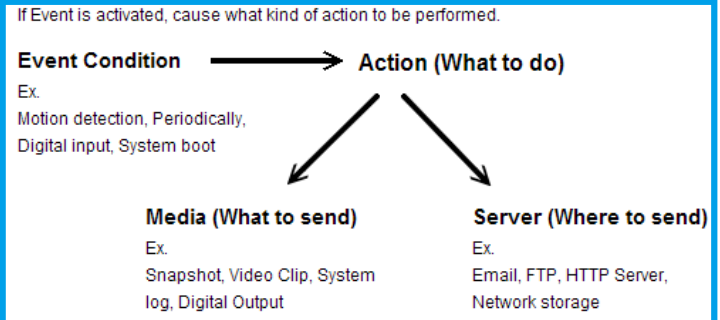 If Event is activated, cause what kind of action to be performed.
Event Condition
Action (What to do)
Ex.
Motion detection, Periodically,
Digital input, System boot
Media (What to send)
Ex.
Snapshot, Video Clip, System
log, Digital Output
Server (Where to send)
Ex.
Email, FTP, HTTP Server,
Network storage